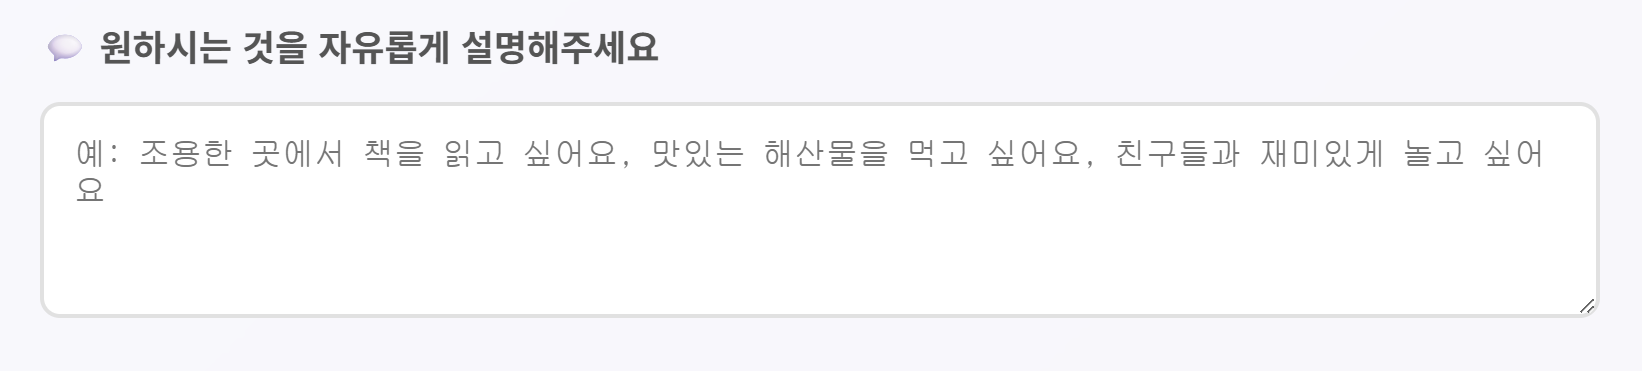 원하시는 것을 자유롭게 설명해주세요
예: 조용한 곳에서 책을 읽고 싶어요, 맛있는 해산물을 먹고 싶어요, 친구들과 재미있게 놀고 싶어
요